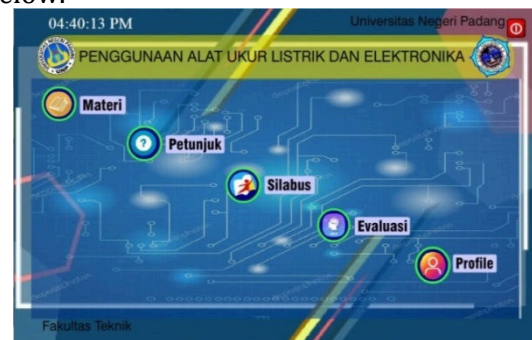 elow.
04:40:13 PM
Universitas Negeri Padang
PENGGUNAAN ALAT UKUR LISTRIK DAN ELEKTRONIKA
Materi
Petunjuk
Silabus
Evaluasi
Profile
Fakultas Teknik